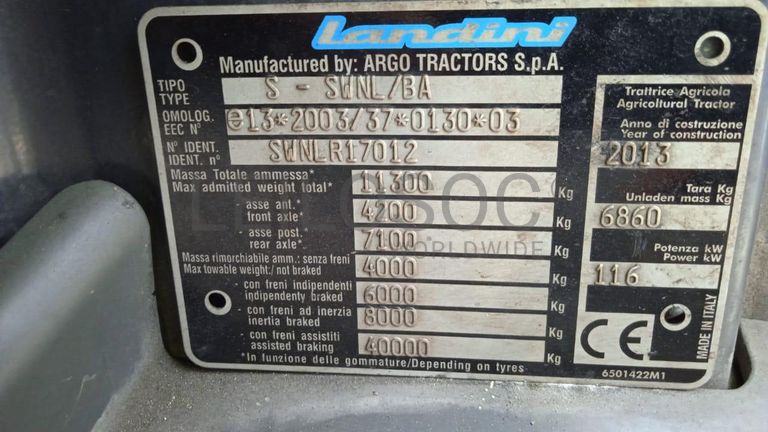 Landini
Manufactured by: ARGO TRACTORS S.p.A.
TIPO
TYPE
S - SWNL/BA
OMOLOG.
EEC N°
e13*2003/37*0130*03
N° IDENT.
IDENT. n°
SWNLR17012
Massa Totale ammessa*
Max admitted weight total*
11300 Kg
- asse ant.*
front axle*
4200 Kg
- asse post.*
rear axle*
7100 Kg
Massa rimorchiabile amm.: senza freni
Max towable weight:/ not braked
4000 Kg
- con freni indipendenti
indipendenty braked
6000 Kg
- con freni ad inerzia
inertia braked
8000 Kg
- con freni assistiti
assisted braking
40000 Kg
*In funzione delle gommature/Depending on tyres
Trattrice Agricola
Agricoltural Tractor
Anno di costruzione
Year of construction
2013
Tara Kg
Unladen mass Kg
6860
Potenza kW
Power kW
116
CE
MADE IN ITALY
6501422M1
WORLDWIDE